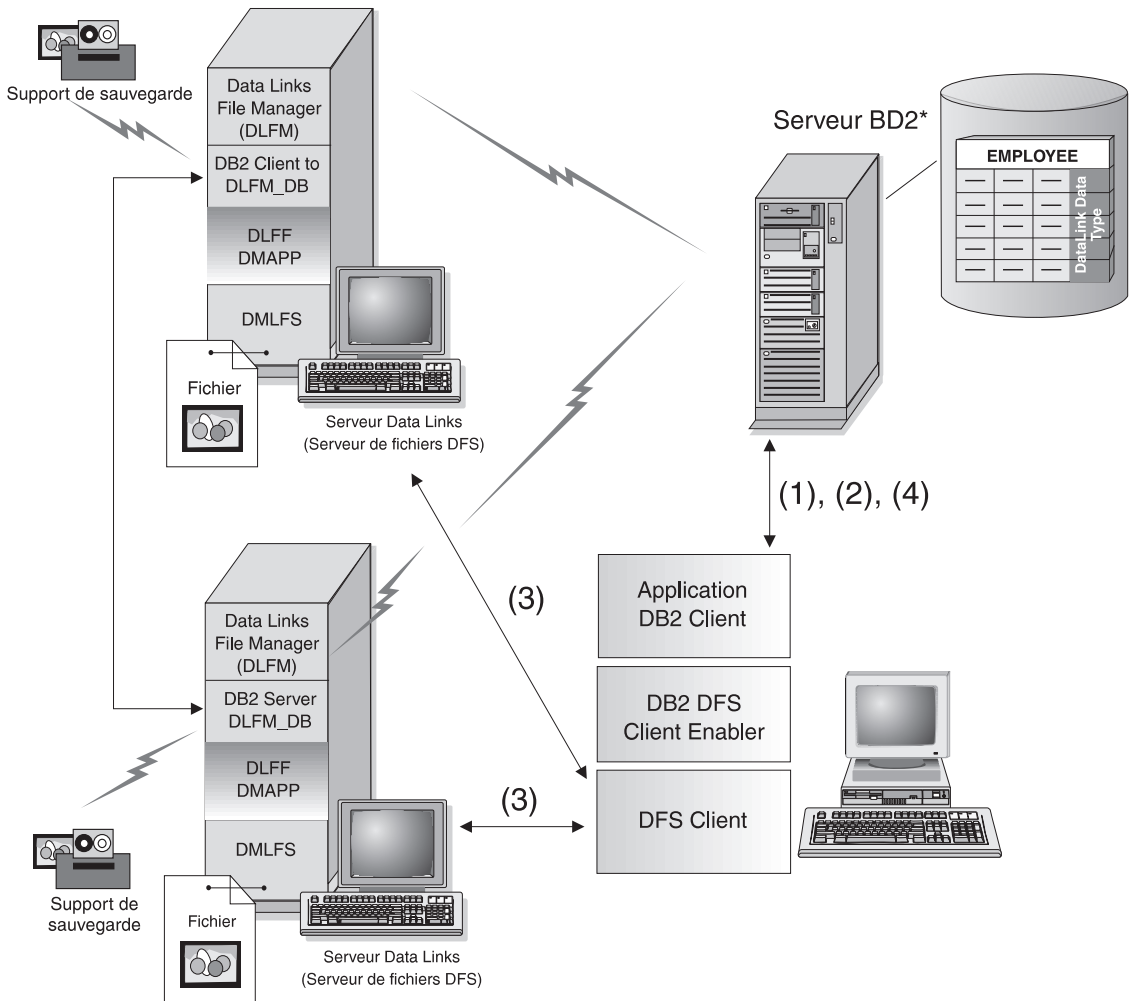 Support de sauvegarde
Data Links
File Manager
(DLFM)
DB2 Client to
DLFM_DB
DLFF
DMAPP
DMLFS
Fichier
Serveur Data Links
(Serveur de fichiers DFS)
Serveur BD2*
EMPLOYEE
DataLink Data
Type
(1), (2), (4)
(3)
Application
DB2 Client
DB2 DFS
Client Enabler
DFS Client
(3)
Data Links
File Manager
(DLFM)
DB2 Server
DLFM_DB
DLFF
DMAPP
DMLFS
Support de
sauvegarde
Fichier
Serveur Data Links
(Serveur de fichiers DFS)